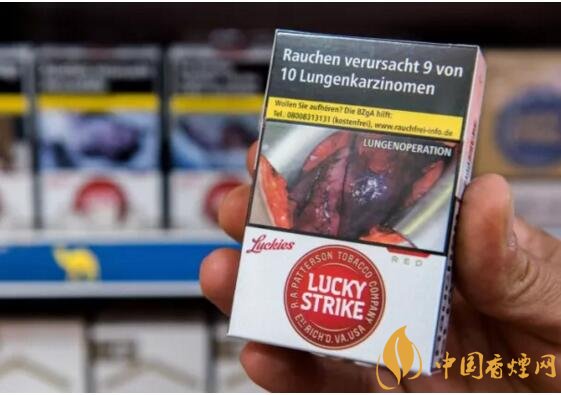 Rauchen verursacht 9 von
10 Lungenkarzinomen
Wollen Sie aufhören? Die BZgA hilft:
Tel.: 08008313131 (kostenfrei), www.rauchfrei-info.de
LUNGENOPERATION
Luckies
RED
R.A. PATTERSON TOBACCO COMPANY
LUCKY
STRIKE
RICH'D. VA. USA
中国香烟网